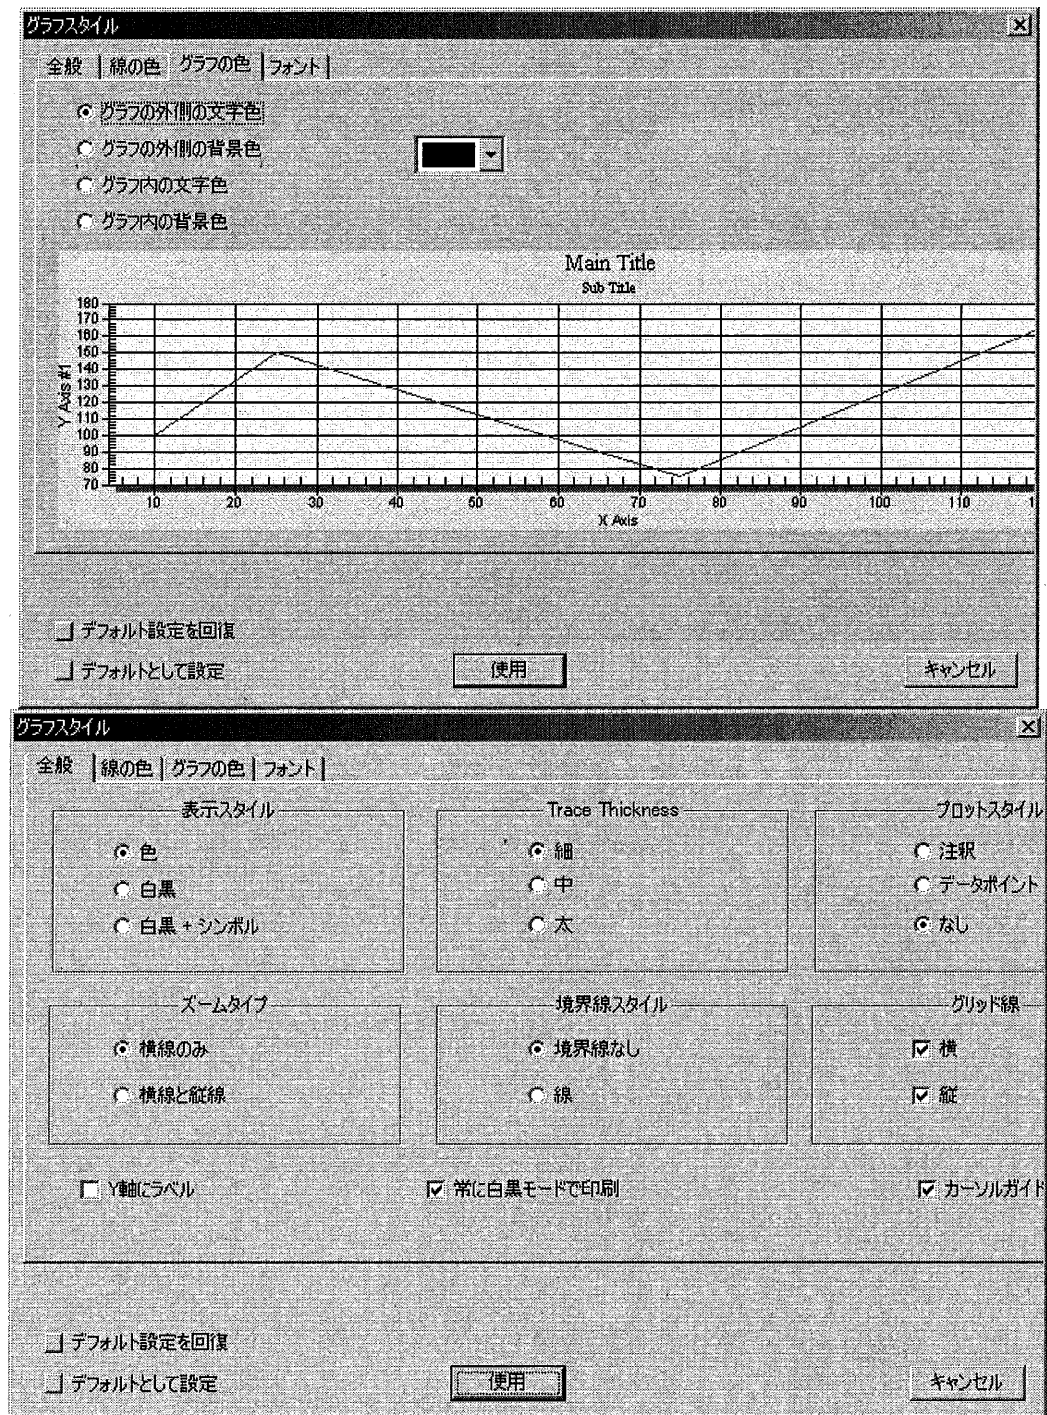 グラフスタイル
全般 線の色 グラフの色 フォント
グラフの外側の文字色
グラフの外側の背景色
グラフ内の文字色
グラフ内の背景色
Main Title
Sub Title
180
170
160
150
140
130
120
110
100
90
80
70
Y Axis #1
10 20 30 40 50 60 70 80 90 100 110 1
X Axis
デフォルト設定を回復
デフォルトとして設定 使用 キャンセル
グラフスタイル
全般 線の色 グラフの色 フォント
表示スタイル Trace Thickness プロットスタイル
色 細 注釈
白黒 中 データポイント
白黒 + シンボル 太 なし
ズームタイプ 境界線スタイル グリッド線
横線のみ 境界線なし 横
横線と縦線 線 縦
Y軸にラベル 常に白黒モードで印刷 カーソルガイド
デフォルト設定を回復
デフォルトとして設定 使用 キャンセル